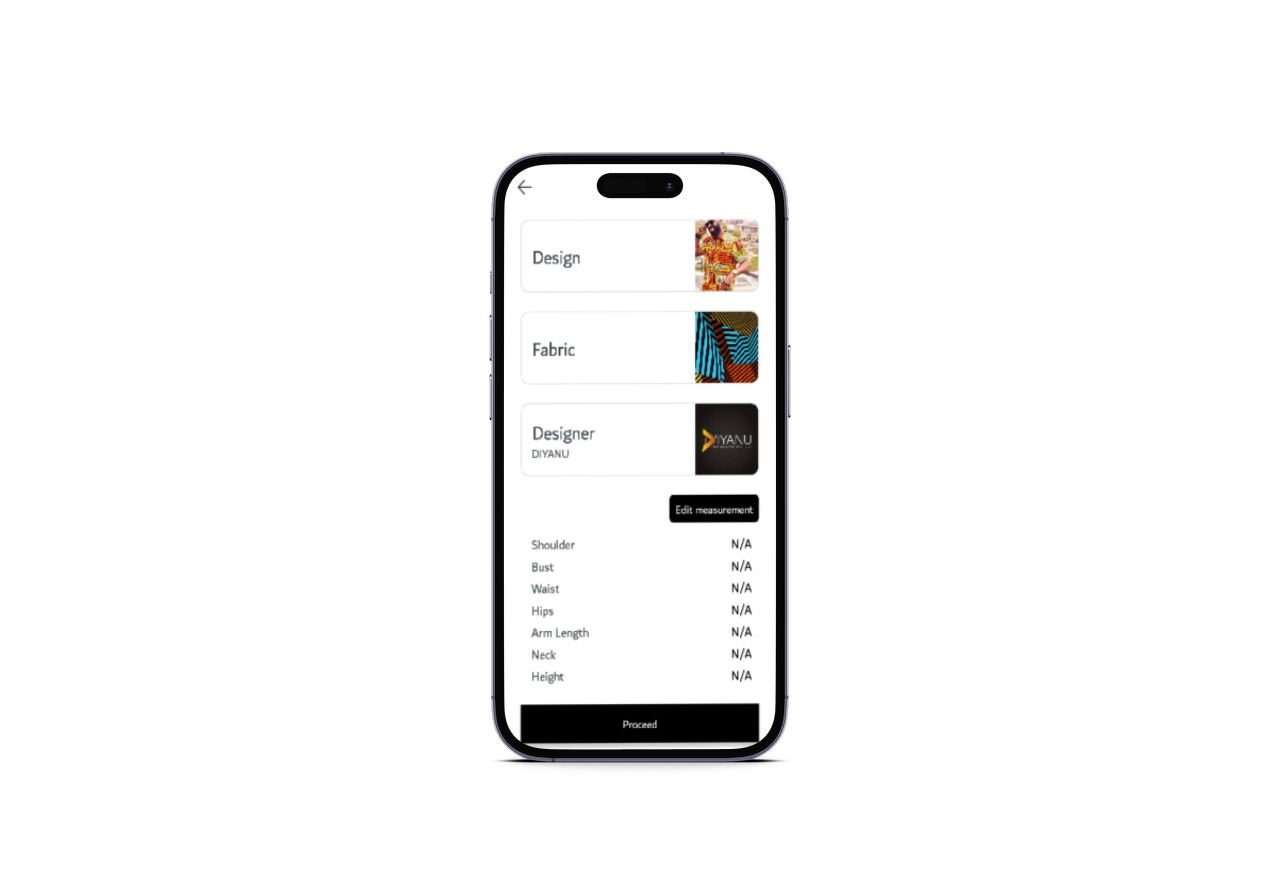 Design
Fabric
Designer
DIYANU
DIYANU
Edit measurement
Shoulder N/A
Bust N/A
Waist N/A
Hips N/A
Arm Length N/A
Neck N/A
Height N/A
Proceed